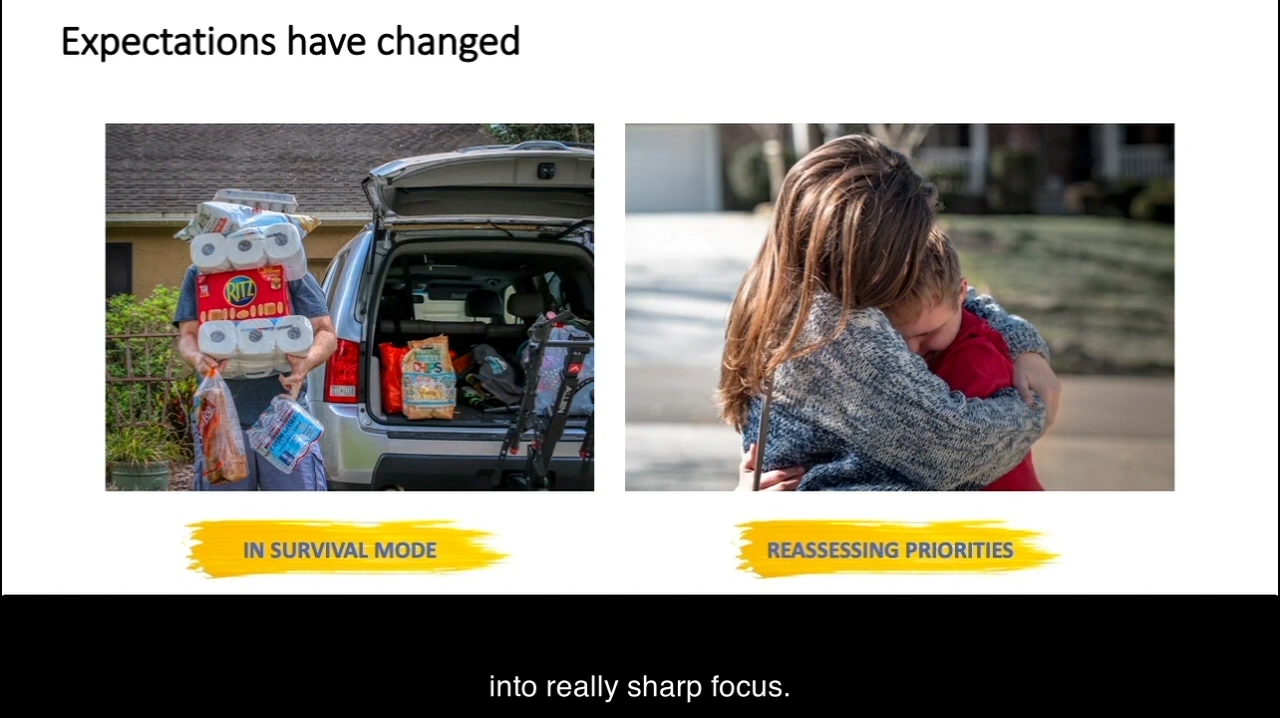 Expectations have changed
RITZ
CHIPS
IN SURVIVAL MODE
REASSESSING PRIORITIES
into really sharp focus.